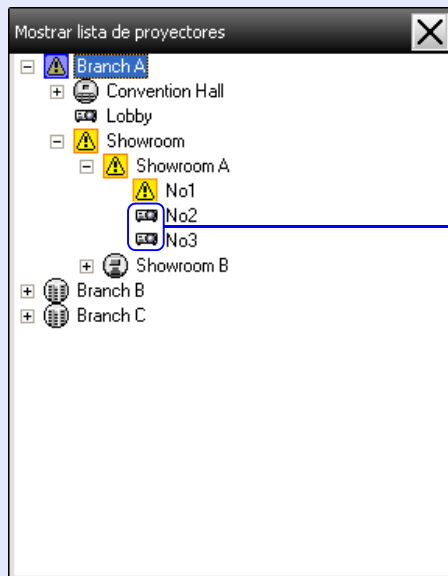 Mostrar lista de proyectores
Branch A
Convention Hall
Lobby
Showroom
Showroom A
No1
No2
No3
Showroom B
Branch B
Branch C